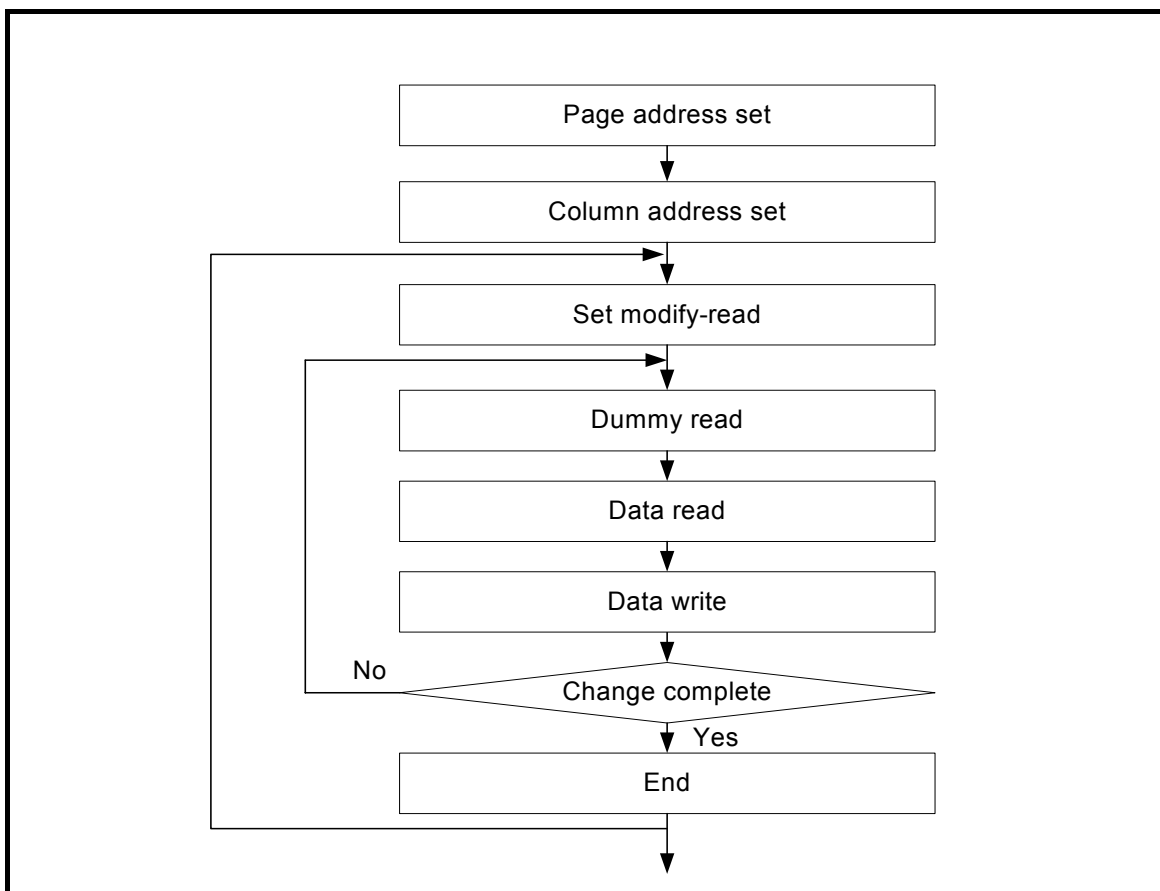 Page address set
Column address set
Set modify-read
Dummy read
Data read
Data write
No
Change complete
Yes
End